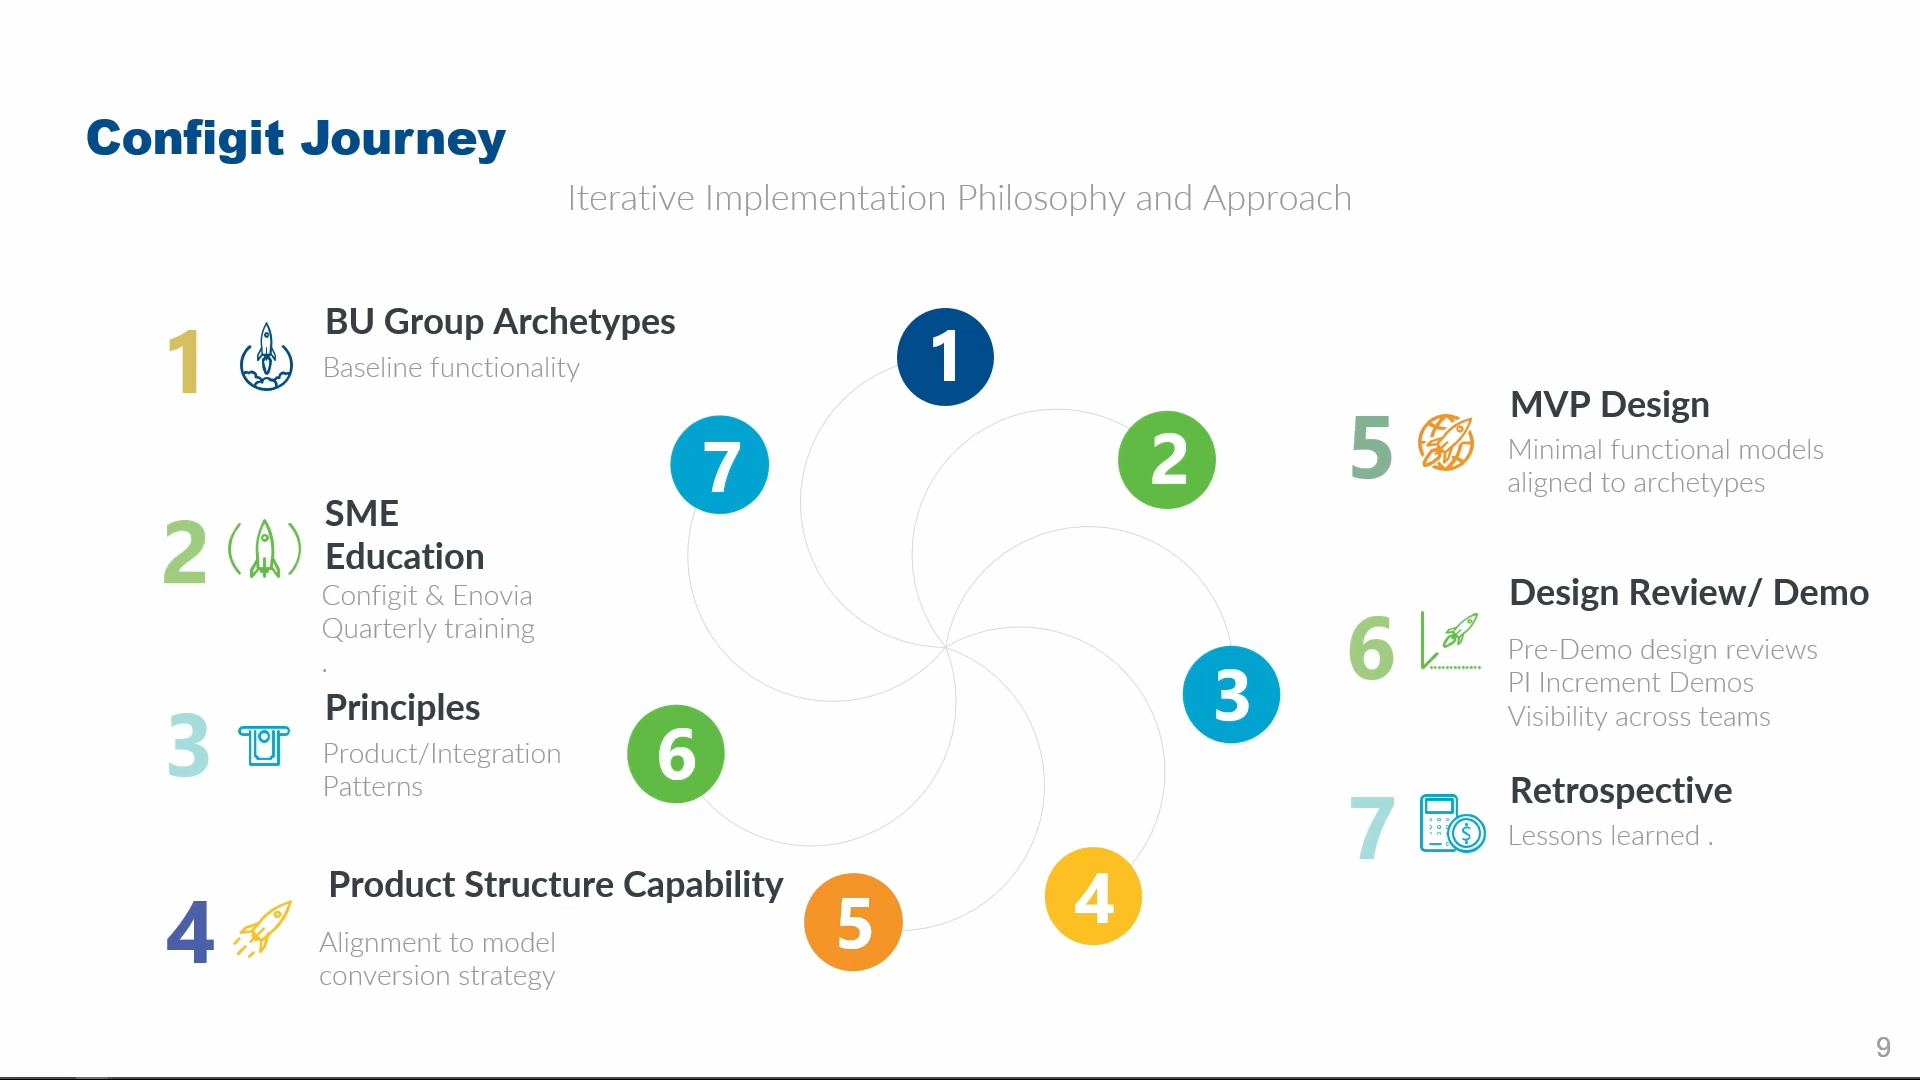 Configit Journey
Iterative Implementation Philosophy and Approach
1
BU Group Archetypes
Baseline functionality
2
SME
Education
Configit & Enovia
Quarterly training
.
3
Principles
Product/Integration
Patterns
4
Product Structure Capability
Alignment to model
conversion strategy
1
2
3
4
5
6
7
5
MVP Design
Minimal functional models
aligned to archetypes
6
Design Review/ Demo
Pre-Demo design reviews
PI Increment Demos
Visibility across teams
7
$
Retrospective
Lessons learned .
9